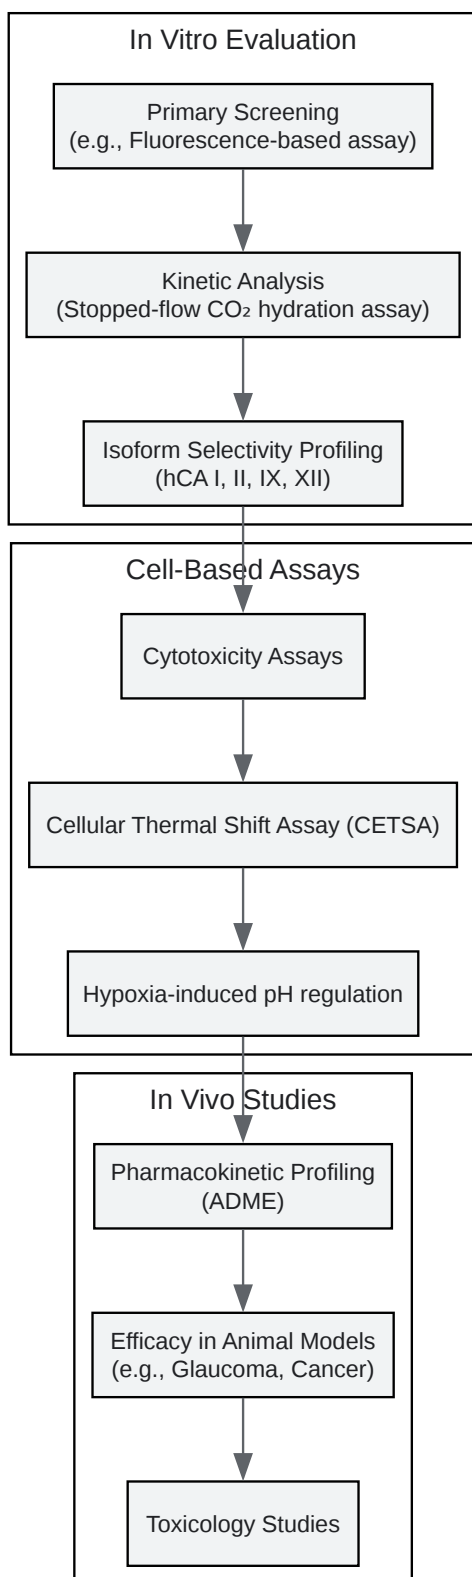 In Vitro Evaluation
Primary Screening
(e.g., Fluorescence-based assay)
Kinetic Analysis
(Stopped-flow CO₂ hydration assay)
Isoform Selectivity Profiling
(hCA I, II, IX, XII)
Cell-Based Assays
Cytotoxicity Assays
Cellular Thermal Shift Assay (CETSA)
Hypoxia-induced pH regulation
In Vivo Studies
Pharmacokinetic Profiling
(ADME)
Efficacy in Animal Models
(e.g., Glaucoma, Cancer)
Toxicology Studies